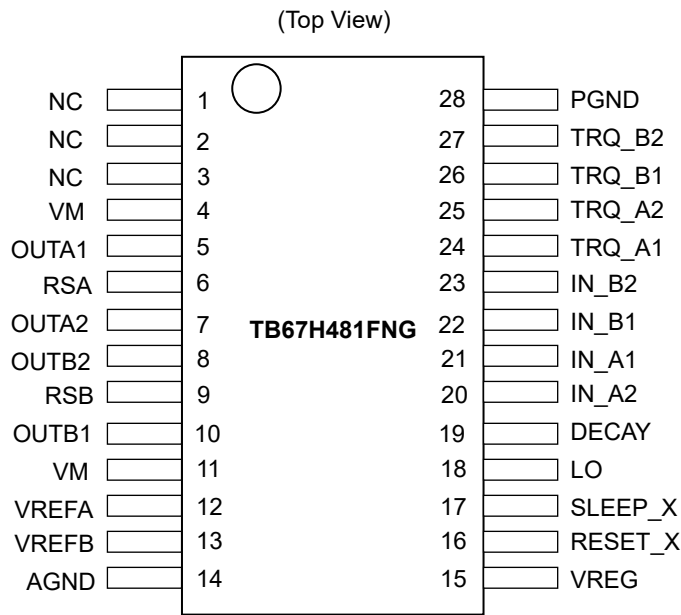 (Top View)
NC 1 28 PGND
NC 2 27 TRQ_B2
NC 3 26 TRQ_B1
VM 4 25 TRQ_A2
OUTA1 5 24 TRQ_A1
RSA 6 23 IN_B2
OUTA2 7 TB67H481FNG 22 IN_B1
OUTB2 8 21 IN_A1
RSB 9 20 IN_A2
OUTB1 10 19 DECAY
VM 11 18 LO
VREFA 12 17 SLEEP_X
VREFB 13 16 RESET_X
AGND 14 15 VREG